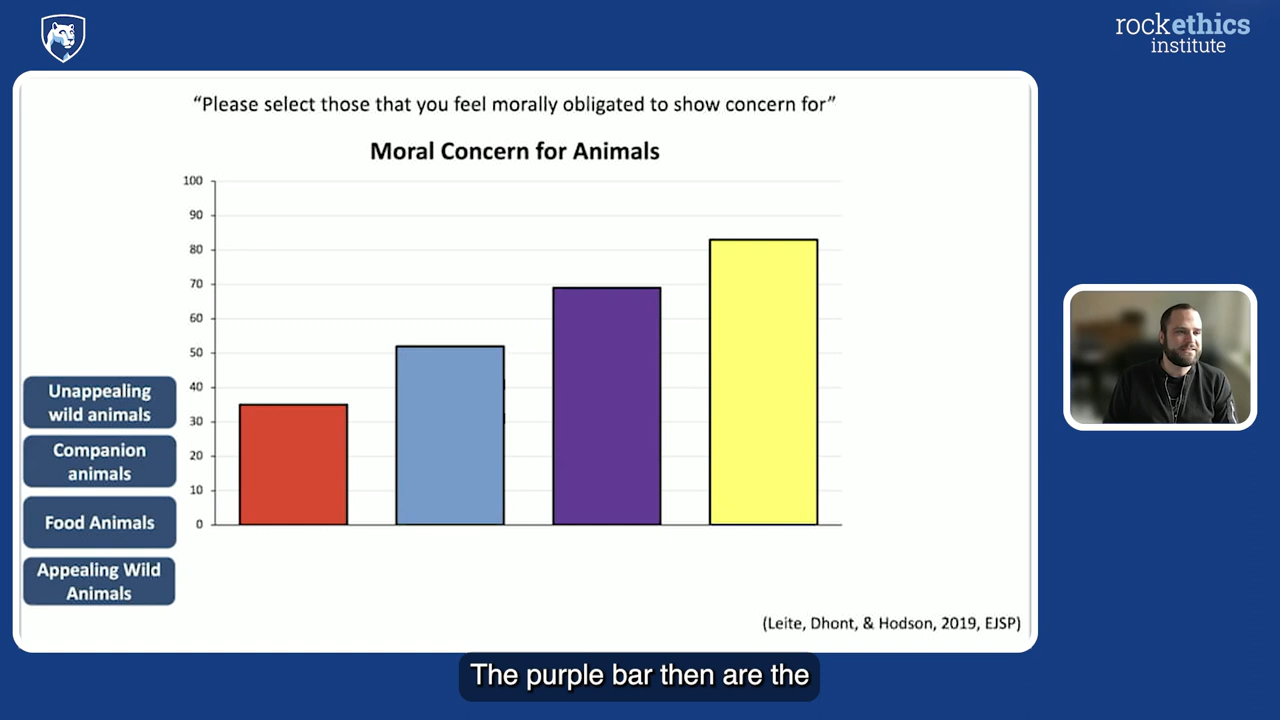 rockethics
institute
“Please select those that you feel morally obligated to show concern for”
Moral Concern for Animals
100
90
80
70
60
50
40
30
20
10
0
Unappealing
wild animals
Companion
animals
Food Animals
Appealing Wild
Animals
(Leite, Dhont, & Hodson, 2019, EJSP)
The purple bar then are the